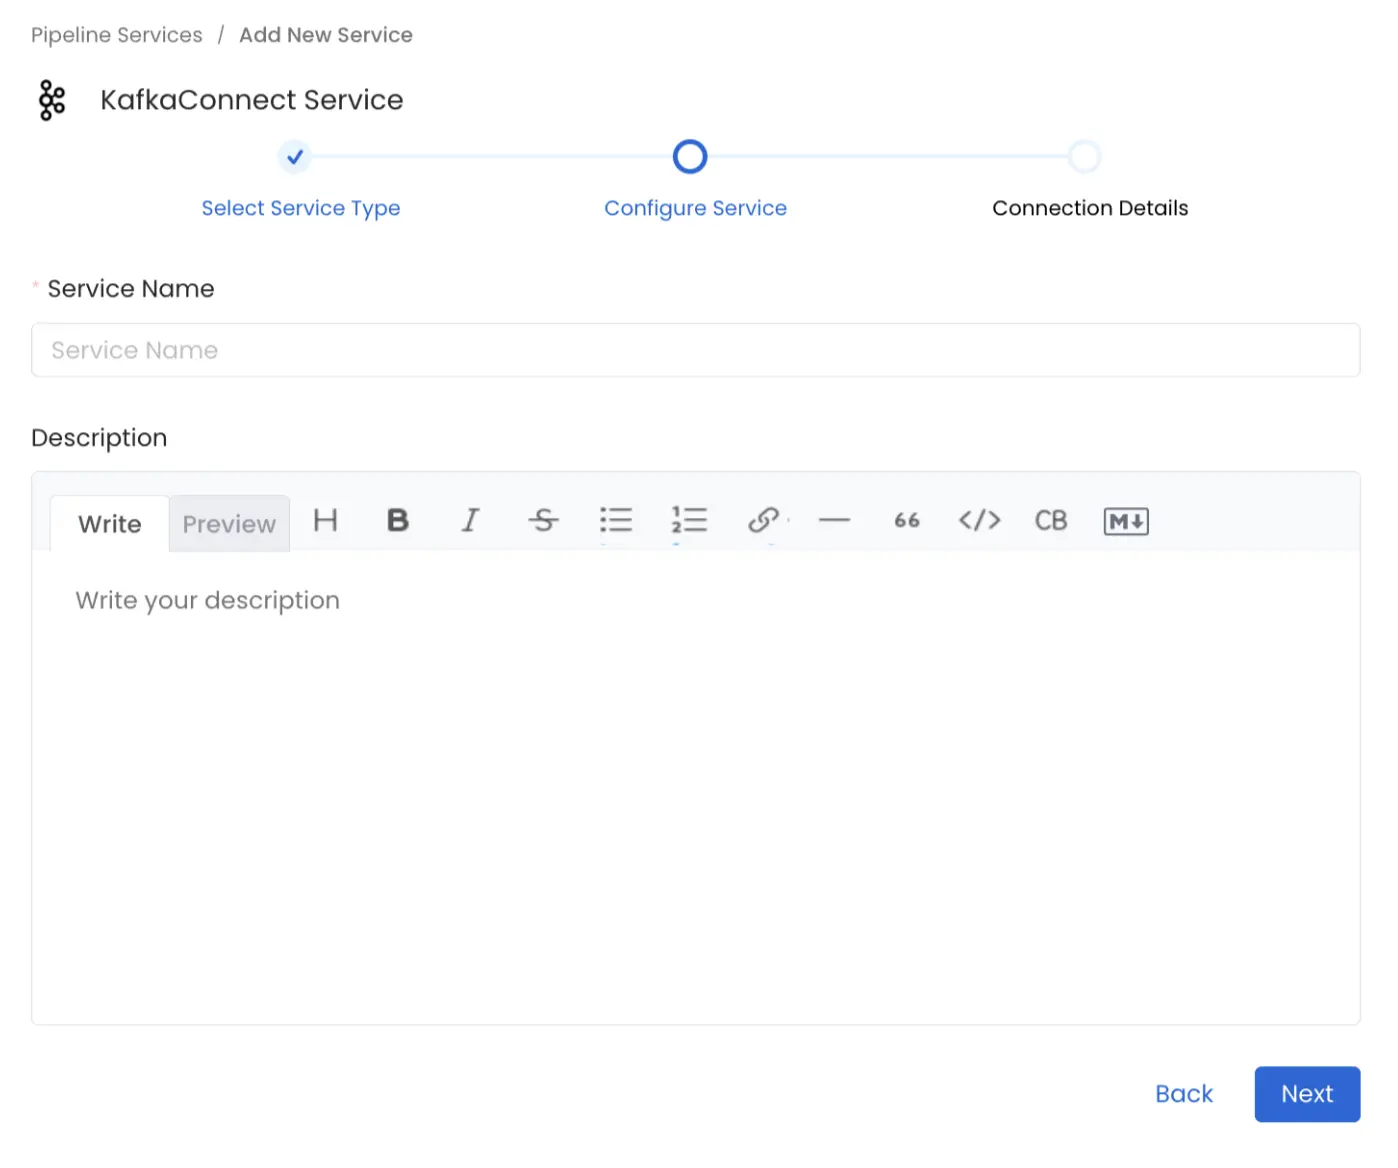 Pipeline Services / Add New Service
KafkaConnect Service
Select Service Type
Configure Service
Connection Details
* Service Name
Service Name
Description
Write
Preview
H B I S 66 </> CB M↓
Write your description
Back
Next